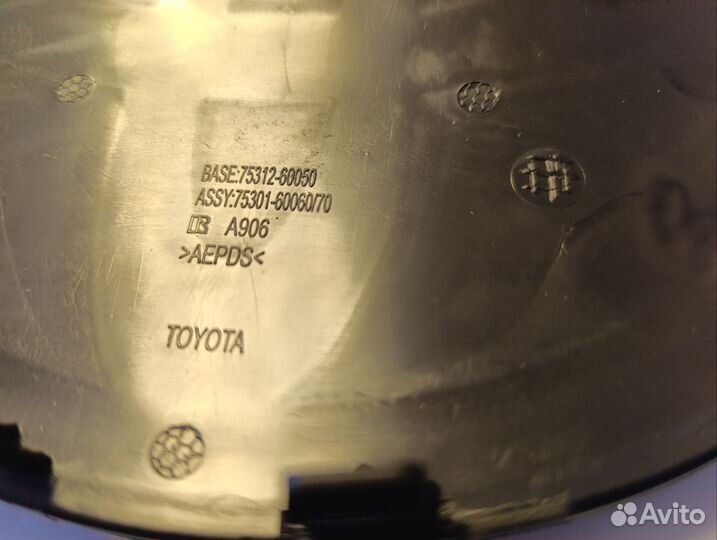 BASE:75312-60050
ASSY:75301-60060/70
A906
>AEPDS<
TOYOTA
Avito